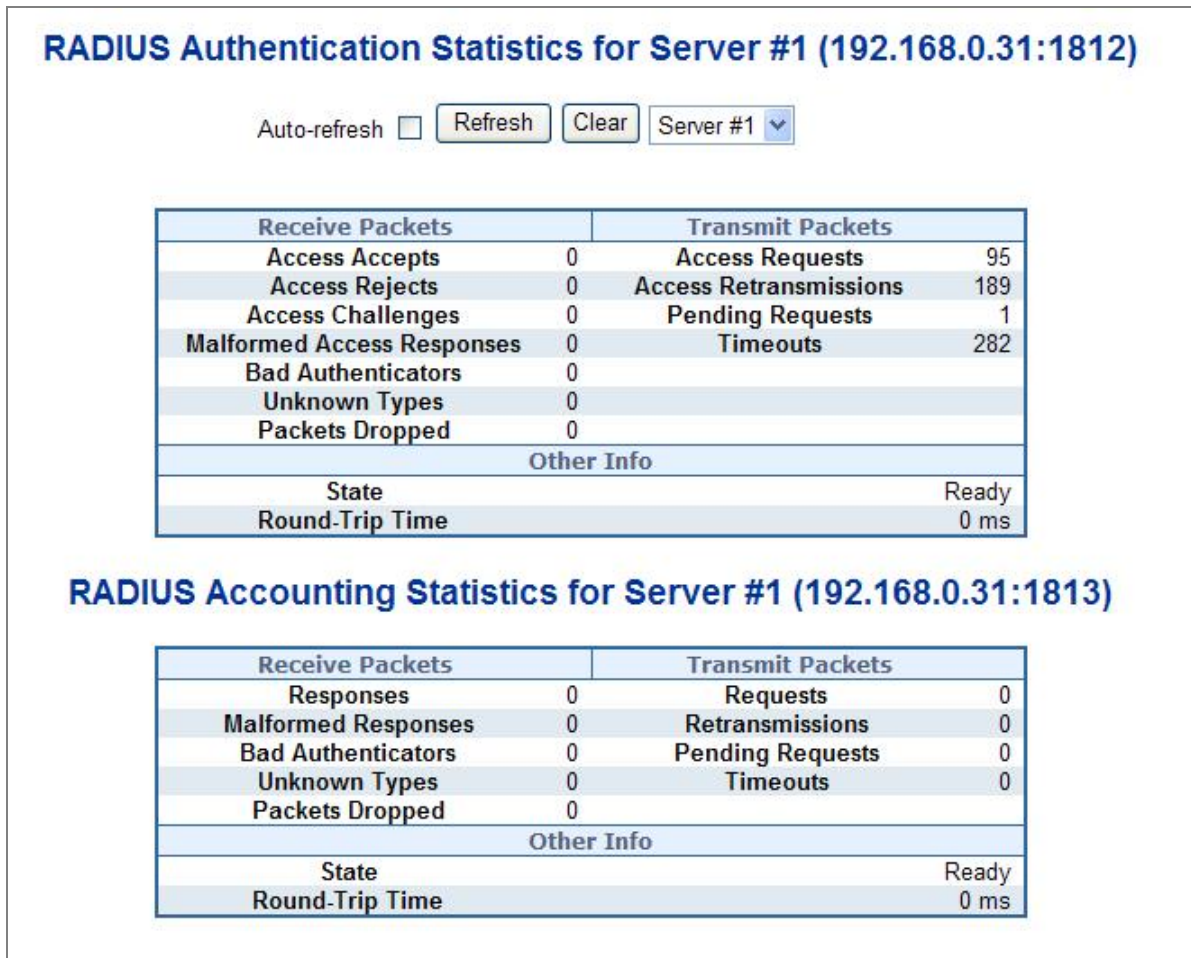 RADIUS Authentication Statistics for Server #1 (192.168.0.31:1812)
Auto-refresh Refresh Clear Server #1
Receive Packets Transmit Packets
Access Accepts 0 Access Requests 95
Access Rejects 0 Access Retransmissions 189
Access Challenges 0 Pending Requests 1
Malformed Access Responses 0 Timeouts 282
Bad Authenticators 0
Unknown Types 0
Packets Dropped 0
Other Info
State Ready
Round-Trip Time 0 ms
RADIUS Accounting Statistics for Server #1 (192.168.0.31:1813)
Receive Packets Transmit Packets
Responses 0 Requests 0
Malformed Responses 0 Retransmissions 0
Bad Authenticators 0 Pending Requests 0
Unknown Types 0 Timeouts 0
Packets Dropped 0
Other Info
State Ready
Round-Trip Time 0 ms